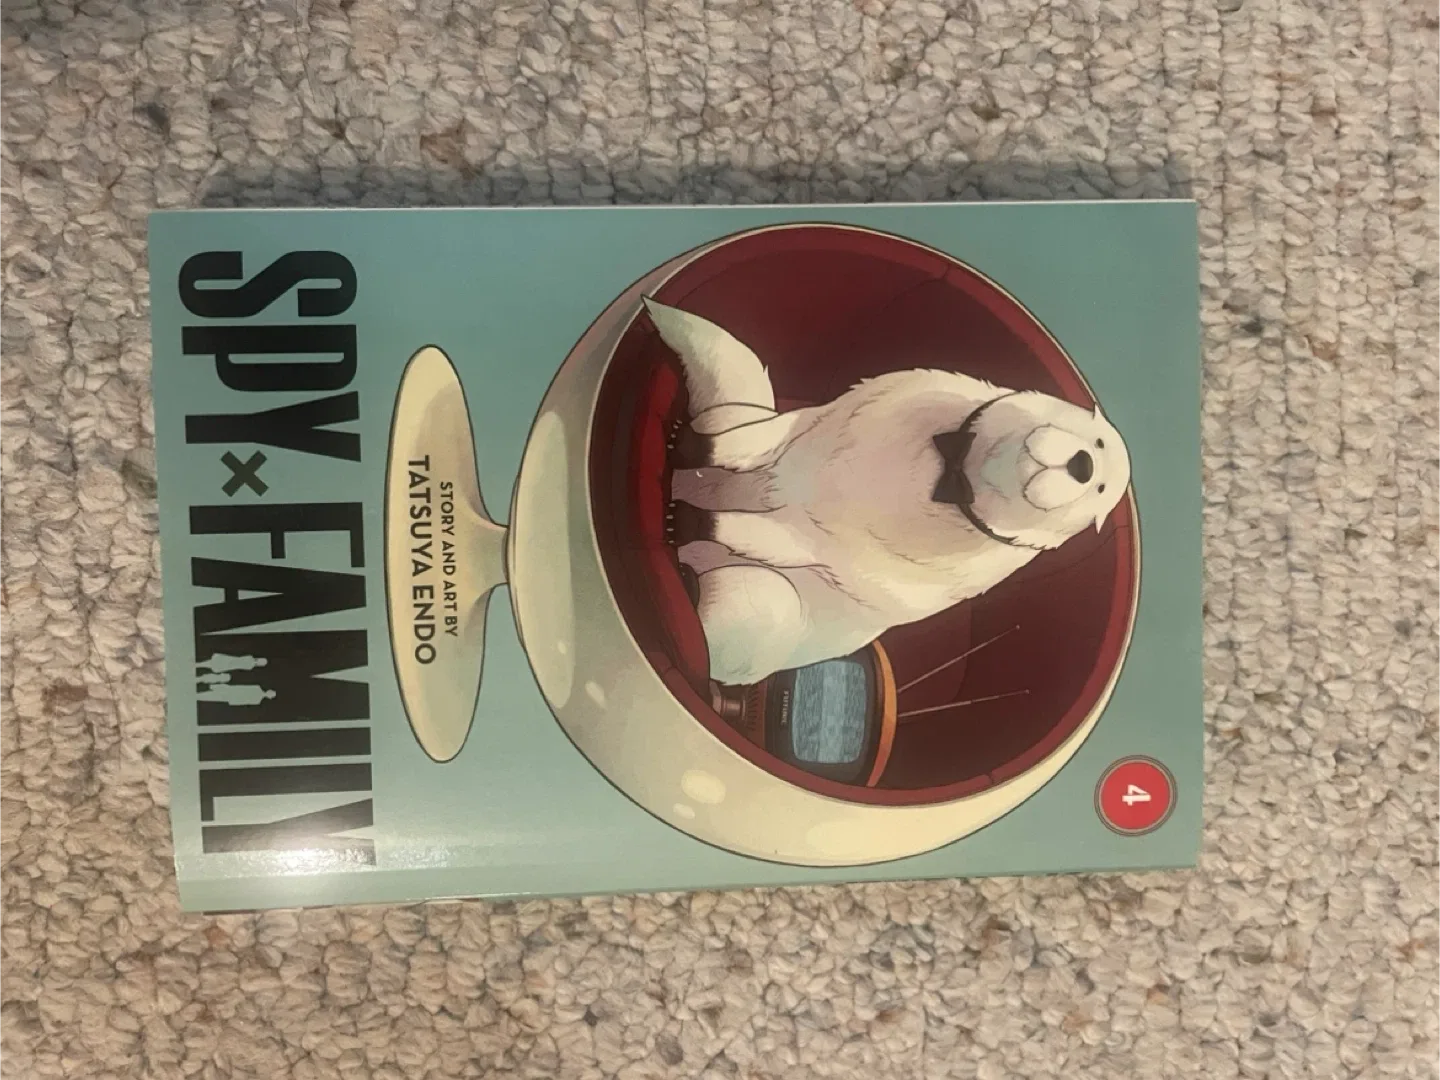 4
STORY AND ART BY
TATSUYA ENDO
SPY×FAMILY